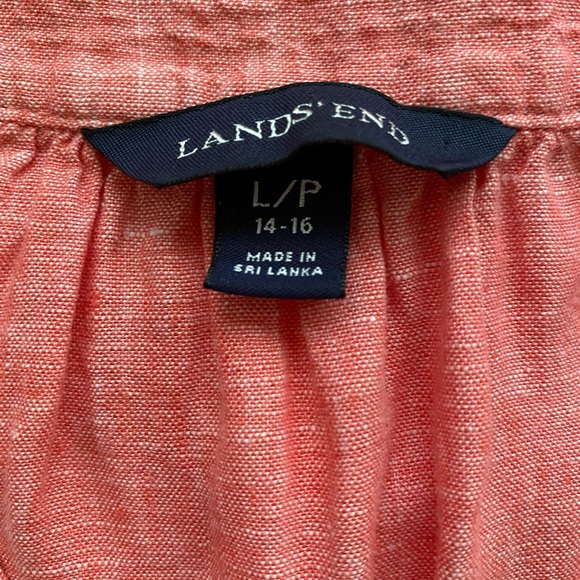 LANDS' END
L/P
14-16
MADE IN
SRI LANKA